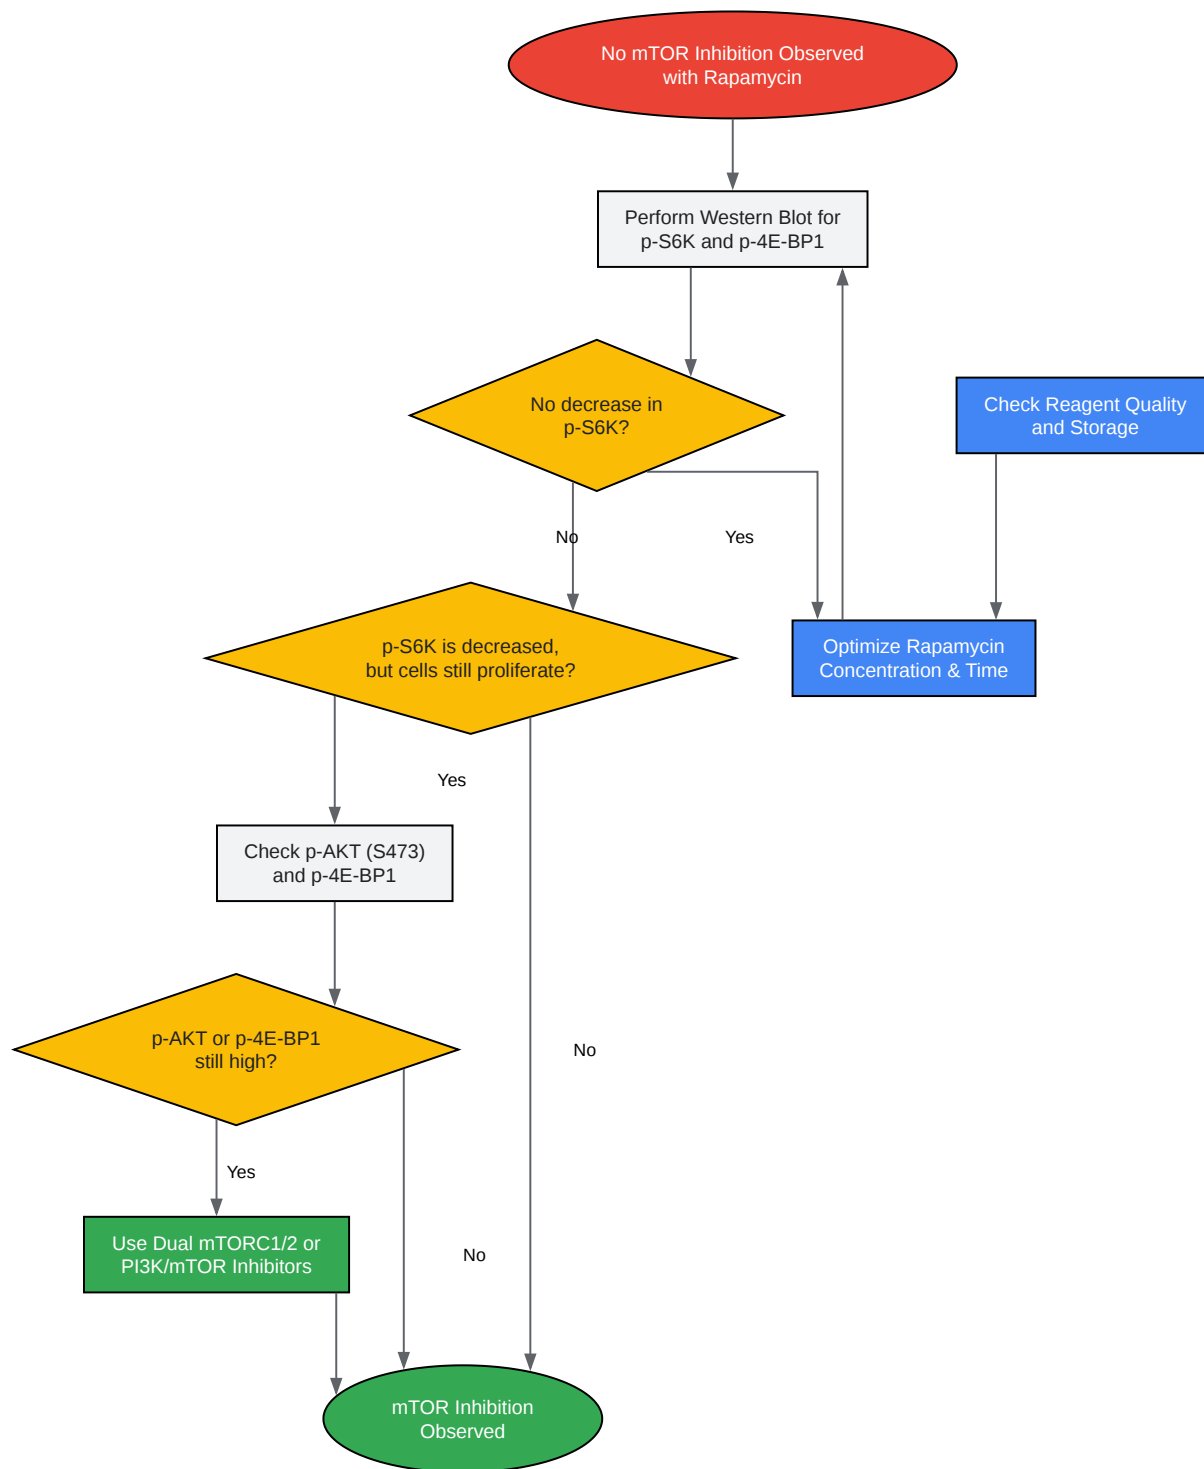 No mTOR Inhibition Observed
with Rapamycin
Perform Western Blot for
p-S6K and p-4E-BP1
No decrease in
p-S6K?
Check Reagent Quality
and Storage
No
Yes
p-S6K is decreased,
but cells still proliferate?
Optimize Rapamycin
Concentration & Time
Yes
Check p-AKT (S473)
and p-4E-BP1
p-AKT or p-4E-BP1
still high?
No
Yes
Use Dual mTORC1/2 or
PI3K/mTOR Inhibitors
No
mTOR Inhibition
Observed